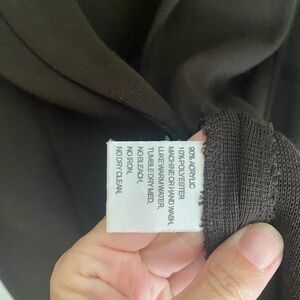 90% ACRYLIC
10% POLYESTER
MACHINE OR HAND WASH.
LUKE WARM WATER.
TUMBLE DRY MED.
NO BLEACH.
NO IRON.
NO DRY CLEAN.